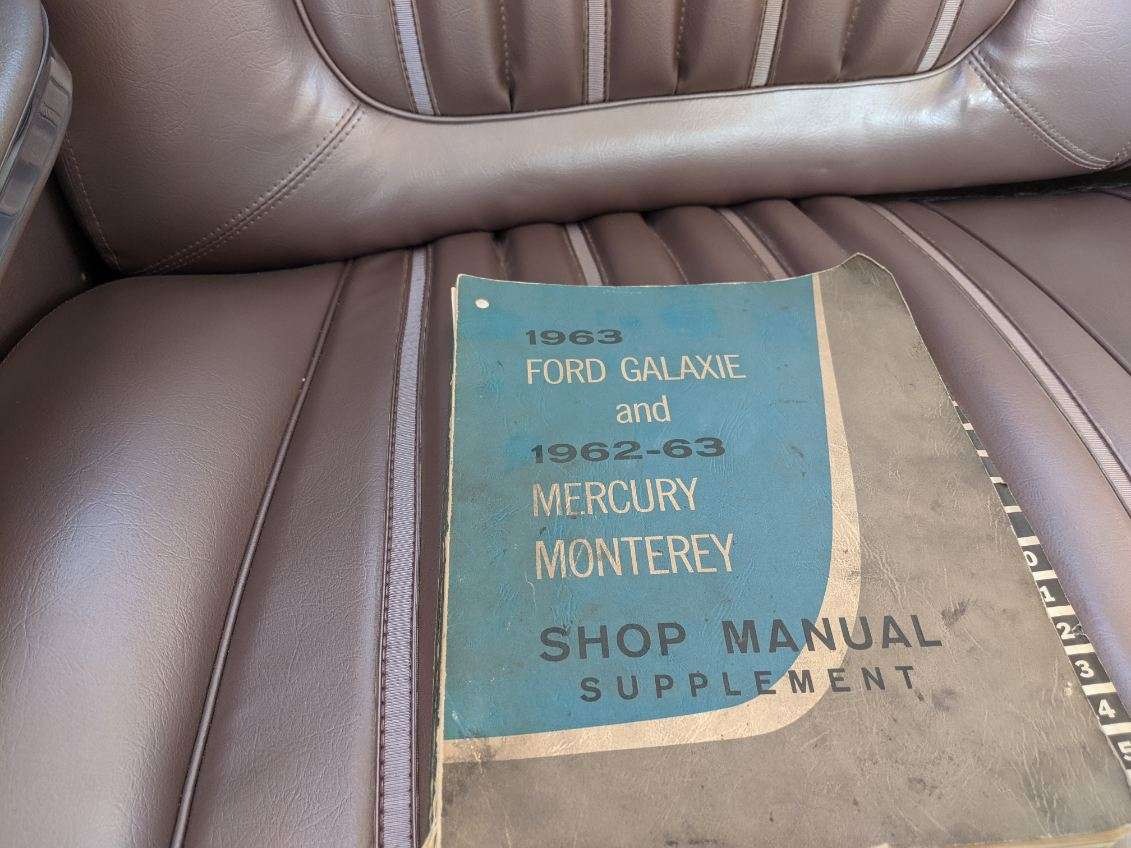 1963
FORD GALAXIE
and
1962-63
MERCURY
MONTEREY
SHOP MANUAL
SUPPLEMENT
0
1
2
3
4
5